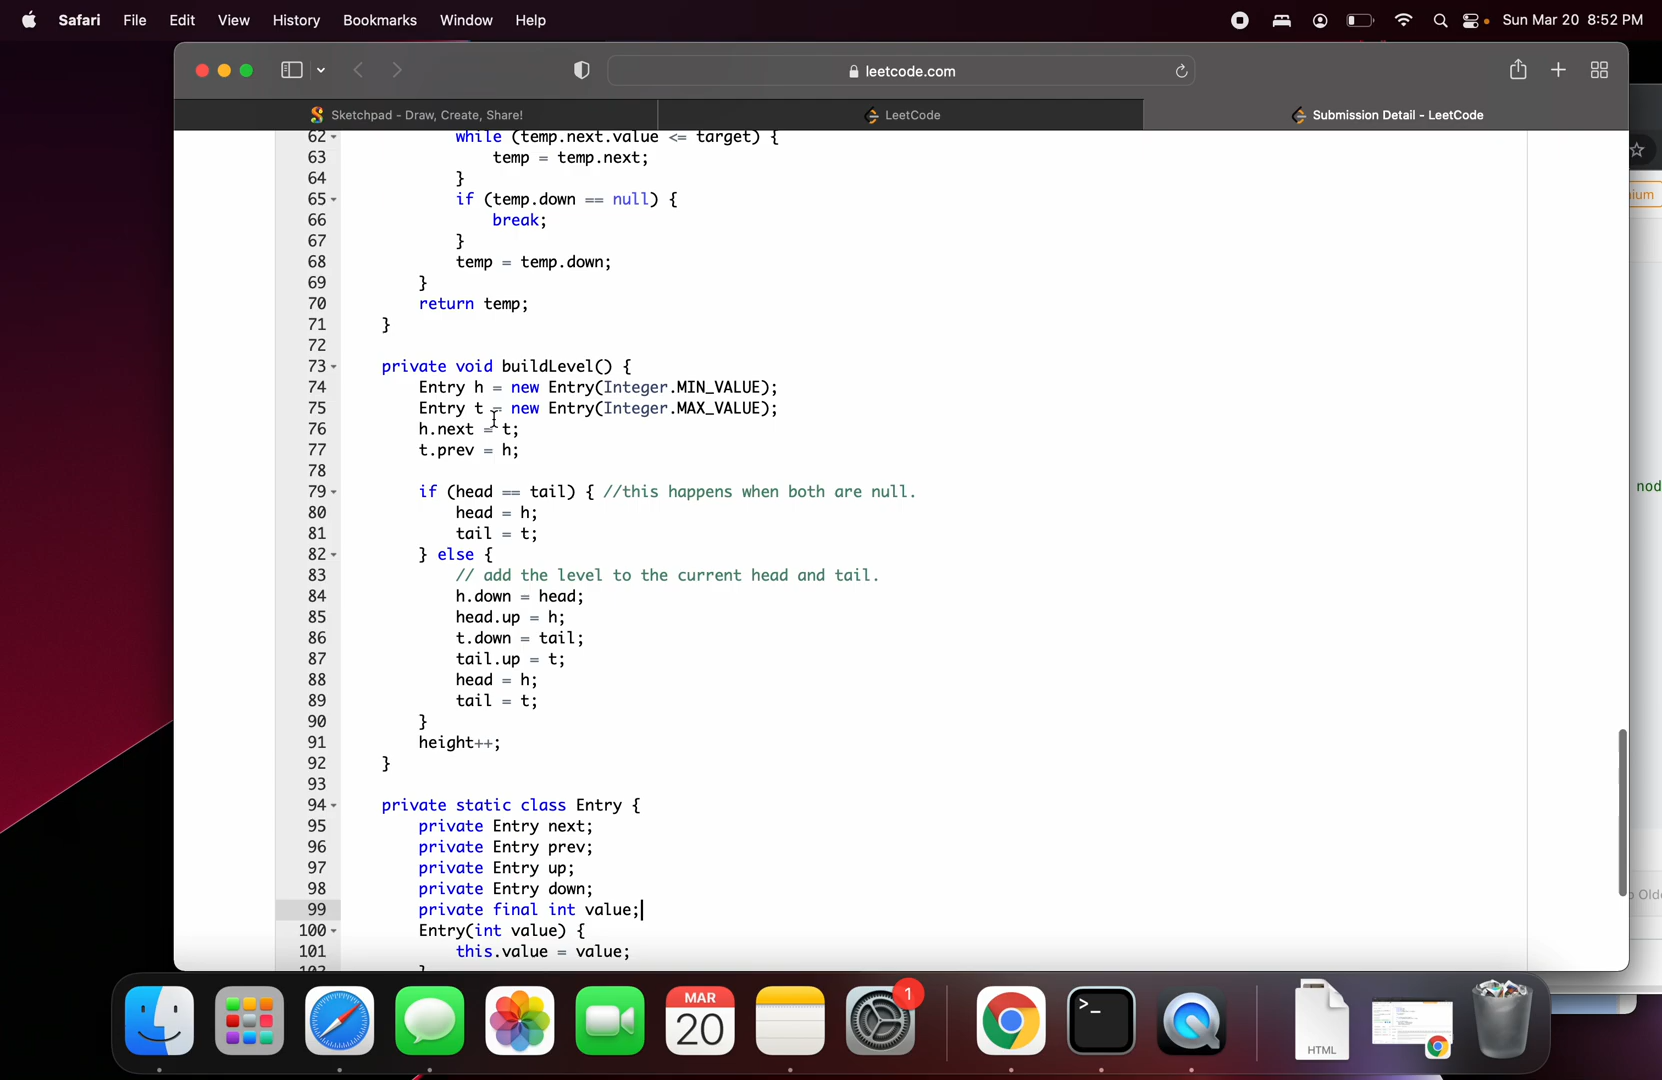 Safari File Edit View History Bookmarks Window Help Sun Mar 20 8:52 PM
leetcode.com
Sketchpad - Draw, Create, Share! LeetCode Submission Detail - LeetCode
62 while (temp.next.value <= target) {
63 temp = temp.next;
64 }
65 if (temp.down == null) {
66 break;
67 }
68 temp = temp.down;
69 }
70 return temp;
71 }
72
73 private void buildLevel() {
74 Entry h = new Entry(Integer.MIN_VALUE);
75 Entry t = new Entry(Integer.MAX_VALUE);
76 h.next = t;
77 t.prev = h;
78
79 if (head == tail) { //this happens when both are null.
80 head = h;
81 tail = t;
82 } else {
83 // add the level to the current head and tail.
84 h.down = head;
85 head.up = h;
86 t.down = tail;
87 tail.up = t;
88 head = h;
89 tail = t;
90 }
91 height++;
92 }
93
94 private static class Entry {
95 private Entry next;
96 private Entry prev;
97 private Entry up;
98 private Entry down;
99 private final int value;
100 Entry(int value) {
101 this.value = value;
ium
nod
Old
MAR
20
1
>_
HTML